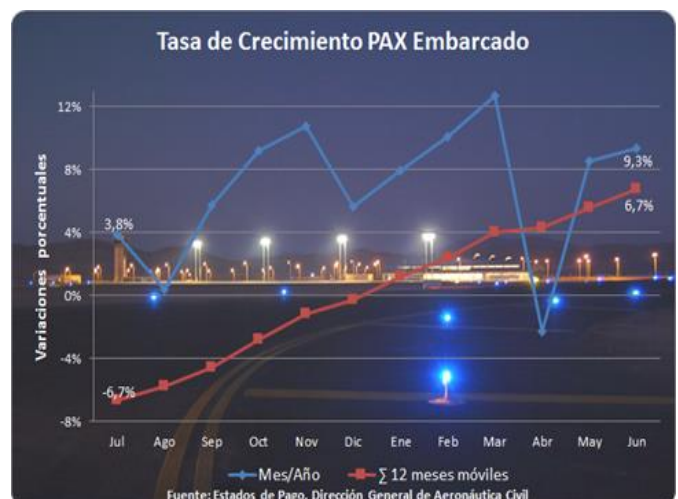 Tasa de Crecimiento PAX Embarcado
Variaciones porcentuales
12%
8%
4%
0%
-4%
-8%
3,8%
-6,7%
9,3%
6,7%
Jul Ago Sep Oct Nov Dic Ene Feb Mar Abr May Jun
Mes/Año ∑ 12 meses móviles
Fuente: Estados de Pago, Dirección General de Aeronáutica Civil